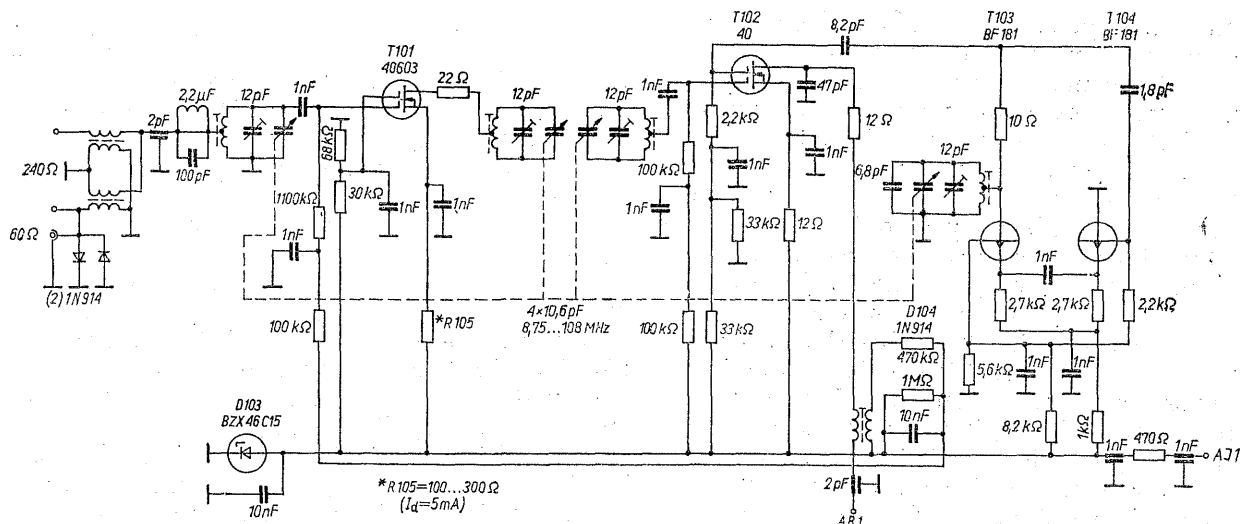 T101
40603
T102
40
8,2pF
T103
BF181
T104
BF181
2pF
2,2µF
100pF
12pF
1nF
22Ω
12pF
12pF
1nF
47pF
12Ω
10Ω
1,8pF
240Ω
60Ω
(2) 1N914
68kΩ
30kΩ
1nF
1nF
1100kΩ
1nF
100kΩ
*R105
2,2kΩ
100kΩ
1nF
1nF
1nF
33kΩ
12Ω
6,8pF
12pF
1nF
2,7kΩ
2,7kΩ
2,2kΩ
4×10,6pF
8,75...108 MHz
100kΩ
33kΩ
D104
1N914
470kΩ
1MΩ
10nF
5,6kΩ
1nF
1nF
8,2kΩ
1kΩ
D103
BZX46C15
10nF
*R105=100...300Ω
(Id=5mA)
2pF
AB1
1nF
470Ω
1nF
AJ1